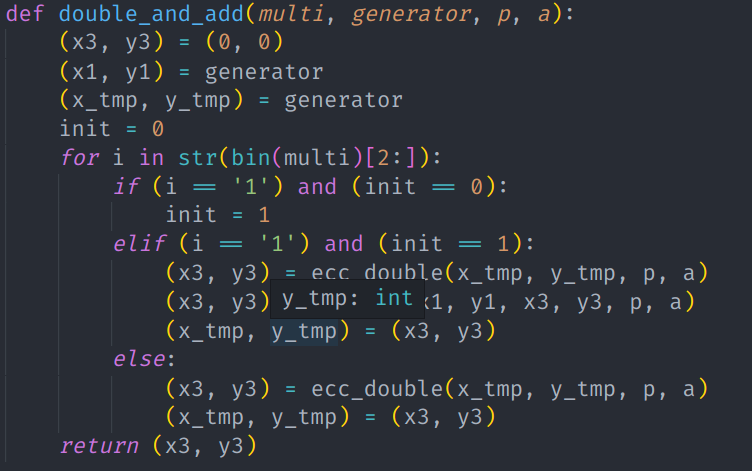 def double_and_add(multi, generator, p, a):
    (x3, y3) = (0, 0)
    (x1, y1) = generator
    (x_tmp, y_tmp) = generator
    init = 0
    for i in str(bin(multi)[2:]):
        if (i == '1') and (init == 0):
            init = 1
        elif (i == '1') and (init == 1):
            (x3, y3) = ecc_double(x_tmp, y_tmp, p, a)
            (x3, y3) y_tmp: int x1, y1, x3, y3, p, a)
            (x_tmp, y_tmp) = (x3, y3)
        else:
            (x3, y3) = ecc_double(x_tmp, y_tmp, p, a)
            (x_tmp, y_tmp) = (x3, y3)
    return (x3, y3)